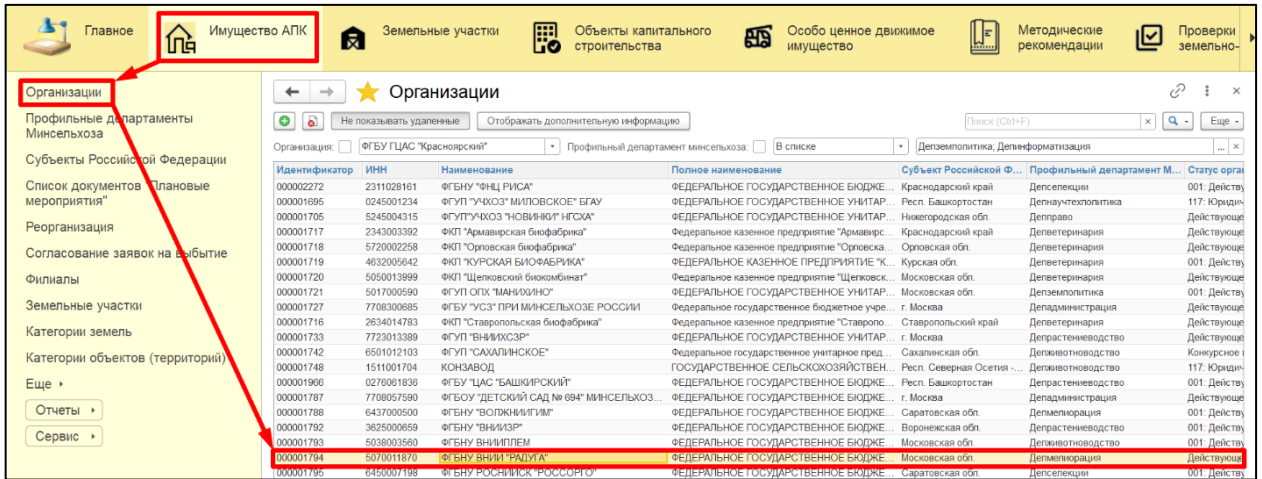 Главное
Имущество АПК
Земельные участки
Объекты капитального
строительства
Особо ценное движимое
имущество
Методические
рекомендации
Проверки
земельно-
Организации
Профильные департаменты
Минсельхоза
Субъекты Российской Федерации
Список документов "Плановые
мероприятия"
Реорганизация
Согласование заявок на выбытие
Филиалы
Земельные участки
Категории земель
Категории объектов (территорий)
Еще
Отчеты
Сервис
Организации
Не показывать удаленные Отображать дополнительную информацию Поиск (Ctrl+F) × Еще
Организация: ФГБУ ГЦАС "Красноярский" Профильный департамент минсельхоза: В списке Депземполитика; Депинформатизация ... ×
Идентификатор ИНН Наименование Полное наименование Субъект Российской Ф... Профильный департамент М... Статус орган
000002272 2311028161 ФГБНУ "ФНЦ РИСА" ФЕДЕРАЛЬНОЕ ГОСУДАРСТВЕННОЕ БЮДЖЕ... Краснодарский край Депселекции 001: Действу
000001695 0245001234 ФГУП "УЧХОЗ" МИЛОВСКОЕ" БГАУ ФЕДЕРАЛЬНОЕ ГОСУДАРСТВЕННОЕ УНИТАР... Респ. Башкортостан Депнаучтехполитика 117: Юридич
000001705 5245004315 ФГУП"УЧХОЗ "НОВИНКИ" НГСХА" ФЕДЕРАЛЬНОЕ ГОСУДАРСТВЕННОЕ УНИТАР... Нижегородская обл. Депправо Действующе
000001717 2343003392 ФКП "Армавирская биофабрика" Федеральное казенное предприятие "Армавирс... Краснодарский край Депветеринария Действующе
000001718 5720002258 ФКП "Орловская биофабрика" Федеральное казенное предприятие "Орловска... Орловская обл. Депветеринария Действующе
000001719 4632005642 ФКП "КУРСКАЯ БИОФАБРИКА" ФЕДЕРАЛЬНОЕ КАЗЕННОЕ ПРЕДПРИЯТИЕ "К... Курская обл. Депветеринария 001: Действу
000001720 5050013999 ФКП "Щелковский биокомбинат" Федеральное казенное предприятие "Щелковск... Московская обл. Депветеринария Действующе
000001721 5017000590 ФГУП ОПХ "МАНИХИНО" ФЕДЕРАЛЬНОЕ ГОСУДАРСТВЕННОЕ УНИТАР... Московская обл. Депземполитика 001: Действу
000001727 7708300685 ФГБУ "УСЗ" ПРИ МИНСЕЛЬХОЗЕ РОССИИ Федеральное государственное бюджетное учре... г. Москва Депадминистрация Действующе
000001716 2634014783 ФКП "Ставропольская биофабрика" Федеральное казенное предприятие "Ставропо... Ставропольский край Депветеринария Действующе
000001733 7723013389 ФГУП "ВНИИХСЗР" ФЕДЕРАЛЬНОЕ ГОСУДАРСТВЕННОЕ УНИТАР... г. Москва Депрастениеводство Действующе
000001742 6501012103 ФГУП "САХАЛИНСКОЕ" Федеральное государственное унитарное пред... Сахалинская обл. Депживотноводство Конкурсное
000001748 1511001704 КОНЗАВОД ГОСУДАРСТВЕННОЕ СЕЛЬСКОХОЗЯЙСТВЕН... Респ. Северная Осетия -... Депживотноводство 117: Юридич
000001966 0276061836 ФГБУ "ЦАС "БАШКИРСКИЙ" ФЕДЕРАЛЬНОЕ ГОСУДАРСТВЕННОЕ БЮДЖЕ... Респ. Башкортостан Депрастениеводство 001: Действу
000001787 7708057590 ФГБОУ "ДЕТСКИЙ САД № 694" МИНСЕЛЬХОЗ... ФЕДЕРАЛЬНОЕ ГОСУДАРСТВЕННОЕ БЮДЖЕ... г. Москва Депадминистрация Действующе
000001788 6437000500 ФГБНУ "ВОЛЖНИИГИМ" ФЕДЕРАЛЬНОЕ ГОСУДАРСТВЕННОЕ БЮДЖЕ... Саратовская обл. Депмелиорация 001: Действу
000001792 3625000659 ФГБНУ "ВНИИЗР" ФЕДЕРАЛЬНОЕ ГОСУДАРСТВЕННОЕ БЮДЖЕ... Воронежская обл. Депрастениеводство 001: Действу
000001793 5038003560 ФГБНУ ВНИИПЛЕМ ФЕДЕРАЛЬНОЕ ГОСУДАРСТВЕННОЕ БЮДЖЕ... Московская обл. Депживотноводство 001: Действу
000001794 5070011870 ФГБНУ ВНИИ "РАДУГА" ФЕДЕРАЛЬНОЕ ГОСУДАРСТВЕННОЕ БЮДЖЕ... Московская обл. Депмелиорация Действующе
000001795 6450007198 ФГБНУ РОСНИИСК "РОССОРГО" ФЕДЕРАЛЬНОЕ ГОСУДАРСТВЕННОЕ БЮДЖЕ... Саратовская обл. Депселекции 001: Действу